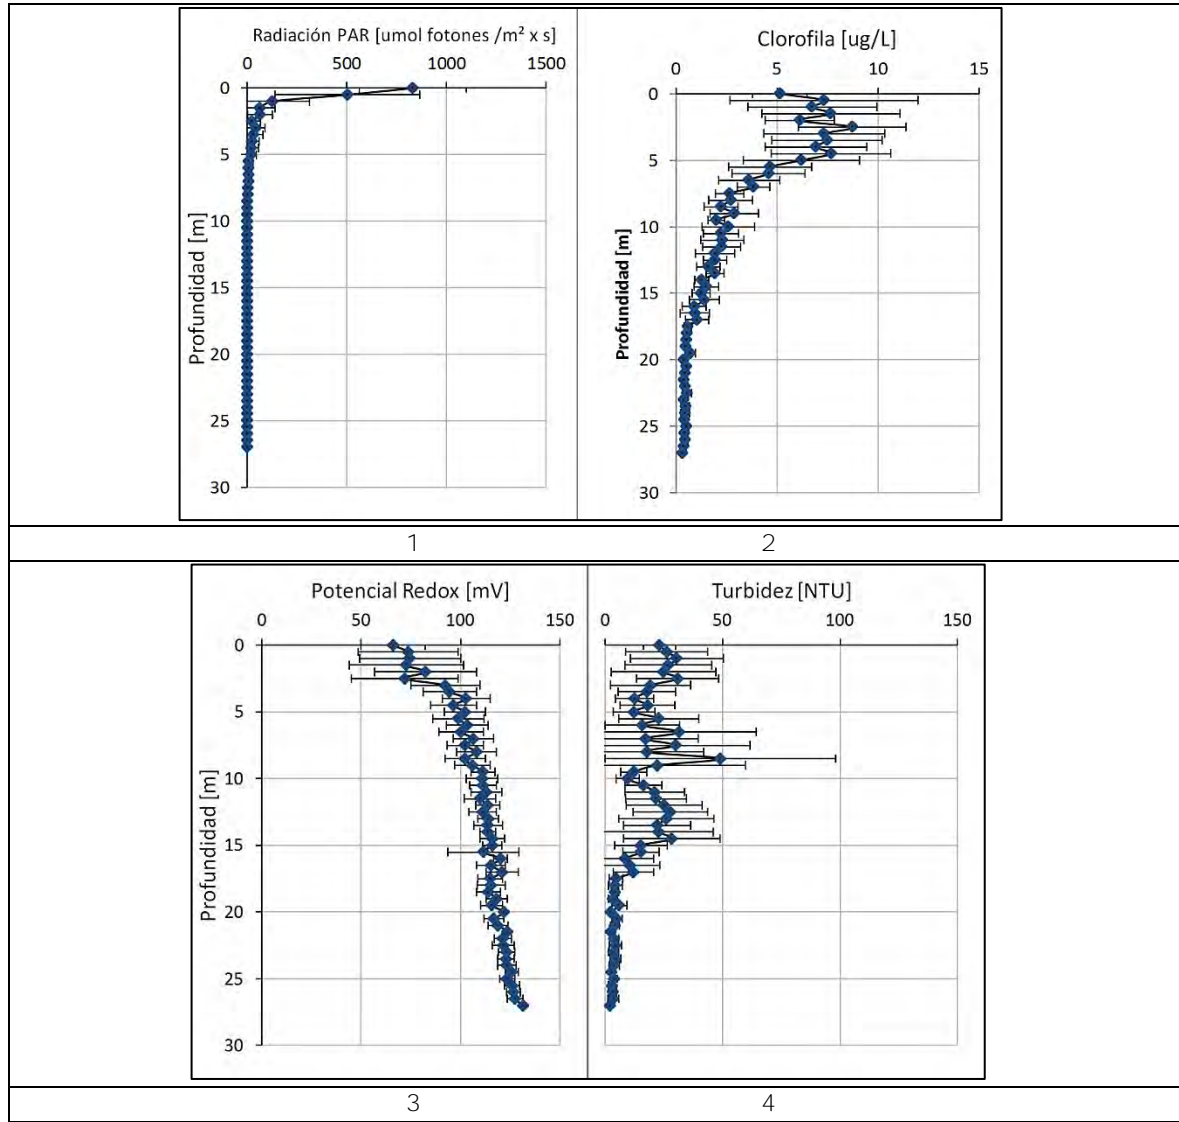 Radiación PAR [umol fotones /m² x s]
0 500 1000 1500
0
5
10
15
20
25
30
Profundidad [m]
Clorofila [ug/L]
0 5 10 15
0
5
10
15
20
25
30
Profundidad [m]
1 2
Potencial Redox [mV]
0 50 100 150
0
5
10
15
20
25
30
Profundidad [m]
Turbidez [NTU]
0 50 100 150
3 4